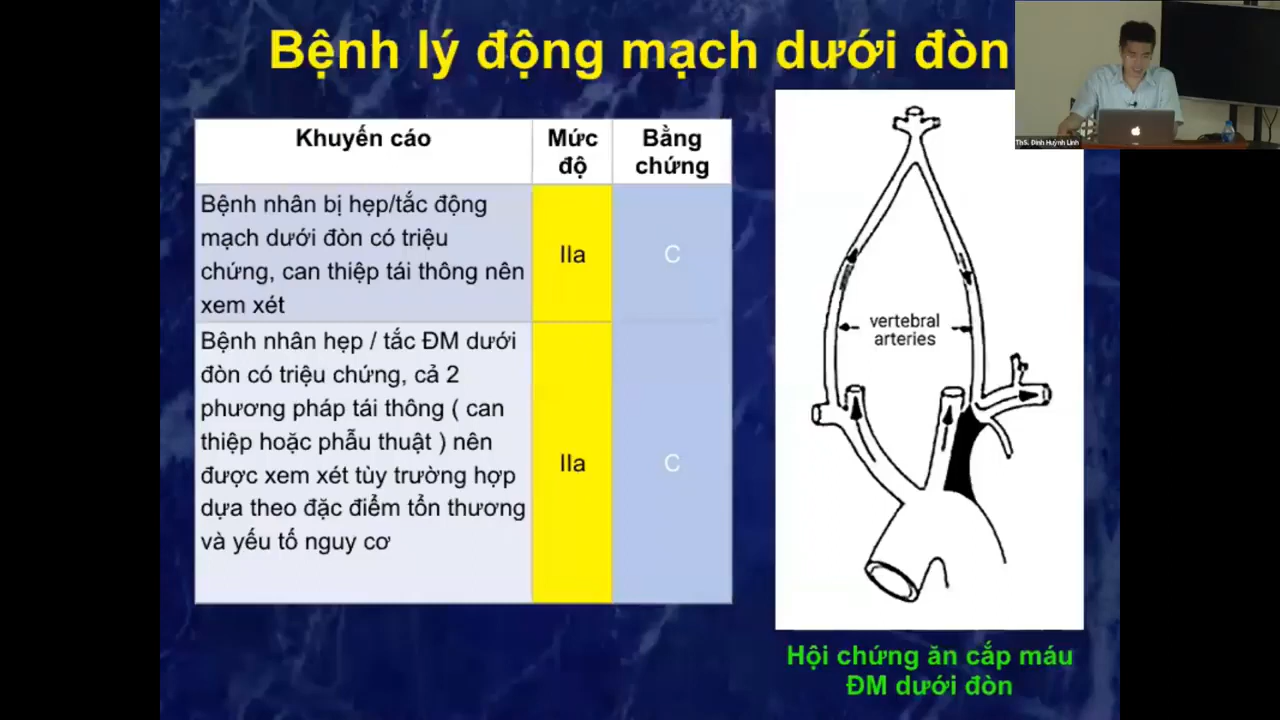 Bệnh lý động mạch dưới đòn
ThS. Đinh Huỳnh Linh
Khuyến cáo
Mức
độ
Bằng
chứng
Bệnh nhân bị hẹp/tắc động
mạch dưới đòn có triệu
chứng, can thiệp tái thông nên
xem xét
IIa
C
Bệnh nhân hẹp / tắc ĐM dưới
đòn có triệu chứng, cả 2
phương pháp tái thông ( can
thiệp hoặc phẫu thuật ) nên
được xem xét tùy trường hợp
dựa theo đặc điểm tổn thương
và yếu tố nguy cơ
IIa
C
vertebral
arteries
Hội chứng ăn cắp máu
ĐM dưới đòn